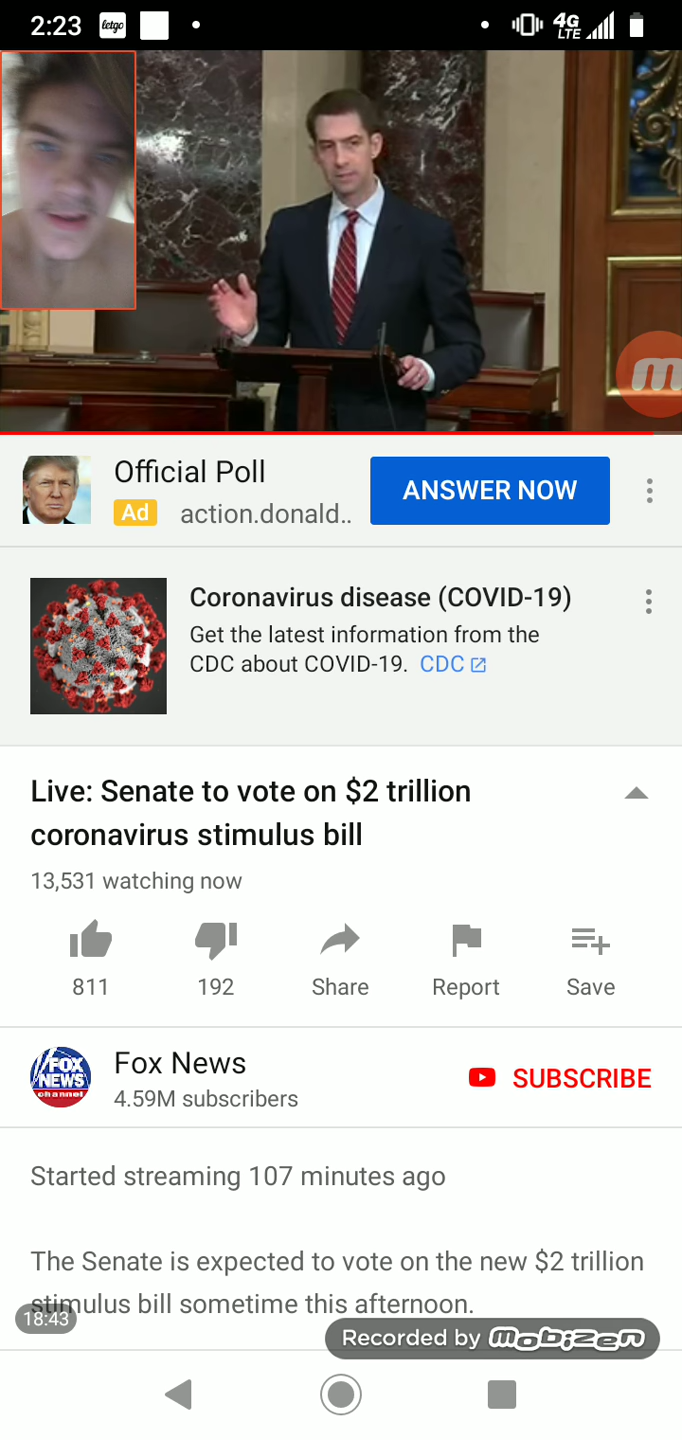 2:23 letgo 4G LTE
m
Official Poll
Ad action.donald..
ANSWER NOW
Coronavirus disease (COVID-19)
Get the latest information from the
CDC about COVID-19. CDC
Live: Senate to vote on $2 trillion
coronavirus stimulus bill
13,531 watching now
811 192 Share Report Save
FOX NEWS channel
Fox News
4.59M subscribers
SUBSCRIBE
Started streaming 107 minutes ago
The Senate is expected to vote on the new $2 trillion
stimulus bill sometime this afternoon.
18:43
Recorded by mobizen